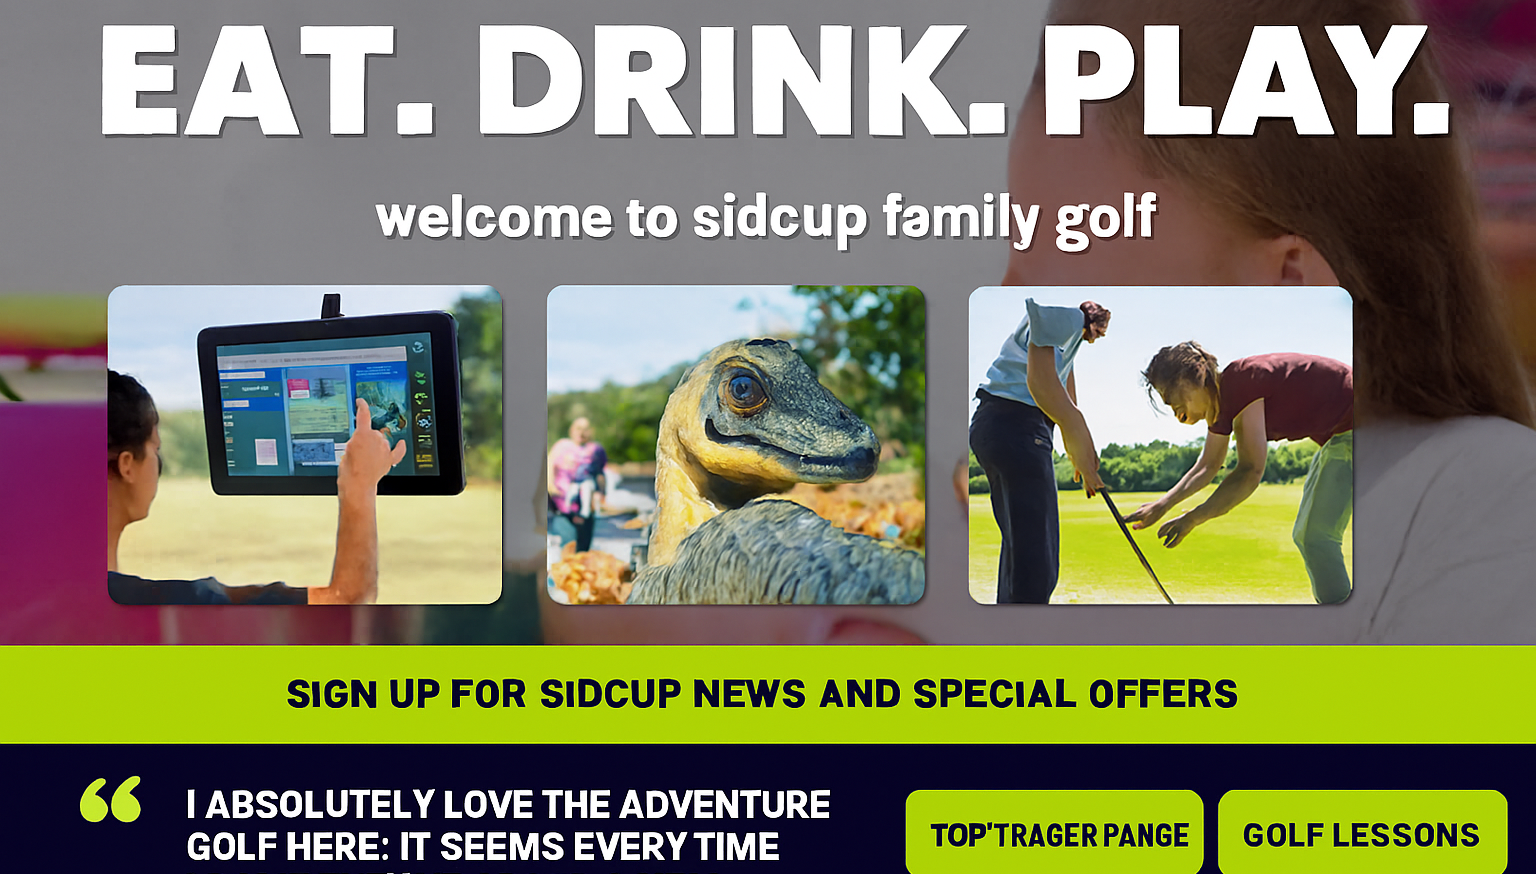 EAT. DRINK. PLAY.
welcome to sidcup family golf
SIGN UP FOR SIDCUP NEWS AND SPECIAL OFFERS
“ I ABSOLUTELY LOVE THE ADVENTURE
GOLF HERE: IT SEEMS EVERY TIME
TOP'TRAGER PANGE
GOLF LESSONS